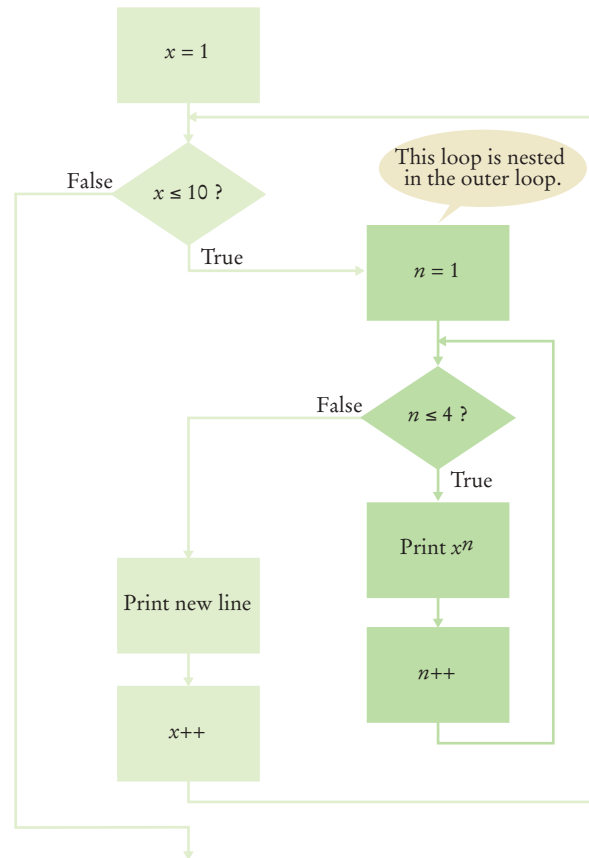 x = 1
This loop is nested
in the outer loop.
False
x ≤ 10 ?
True
n = 1
False
n ≤ 4 ?
True
Print xⁿ
Print new line
n++
x++